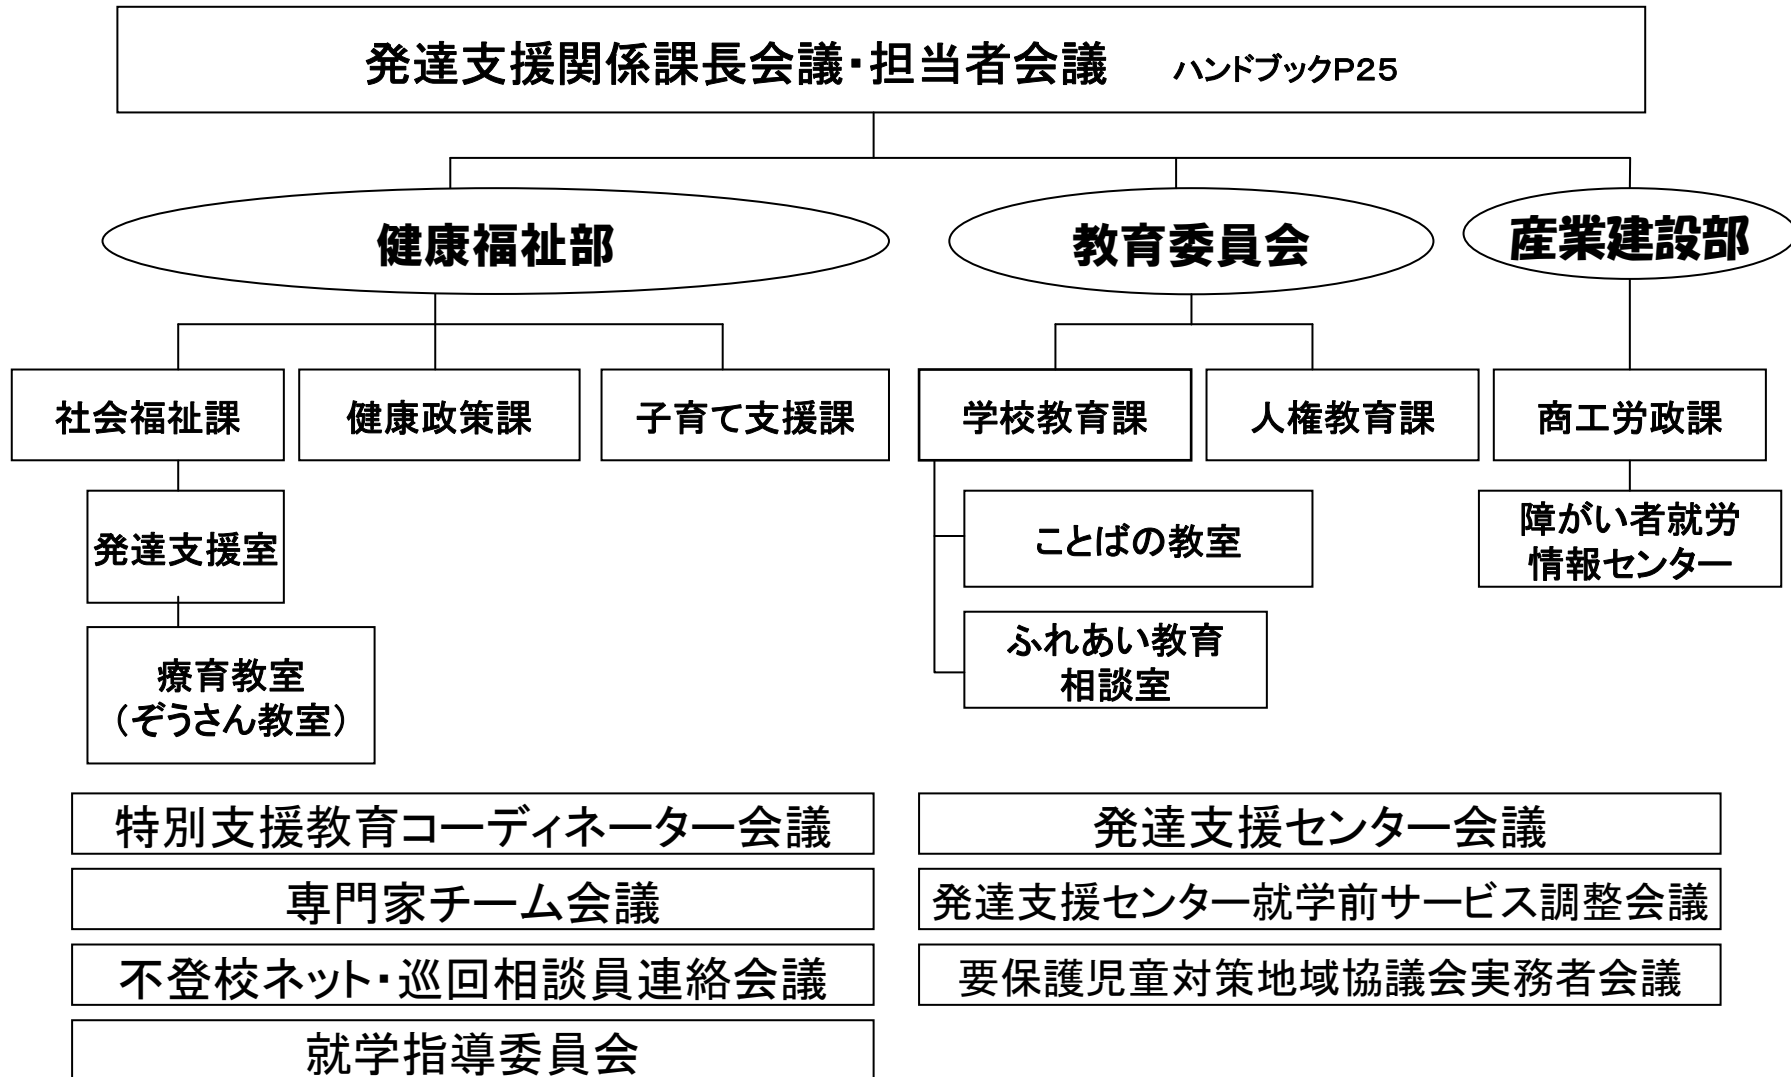 発達支援関係課長会議・担当者会議 ハンドブックP25
健康福祉部
教育委員会
産業建設部
社会福祉課
健康政策課
子育て支援課
学校教育課
人権教育課
商工労政課
発達支援室
ことばの教室
障がい者就労
情報センター
療育教室
（ぞうさん教室）
ふれあい教育
相談室
特別支援教育コーディネーター会議
発達支援センター会議
専門家チーム会議
発達支援センター就学前サービス調整会議
不登校ネット・巡回相談員連絡会議
要保護児童対策地域協議会実務者会議
就学指導委員会